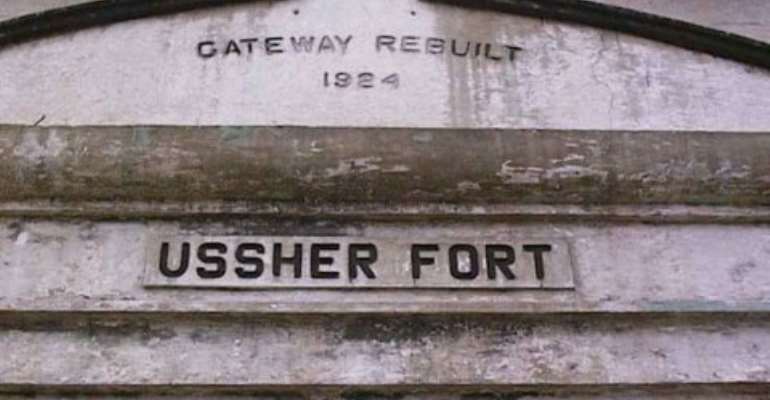 GATEWAY REBUILT
1924
USSHER FORT